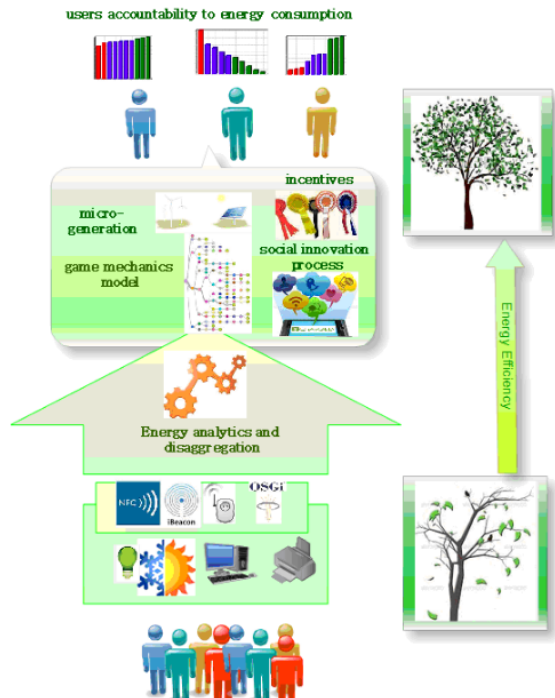 users accountability to energy consumption
incentives
micro-
generation
social innovation
process
game mechanics
model
Energy Efficiency
Energy analytics and
disaggregation
OSGi
NFC
iBeacon